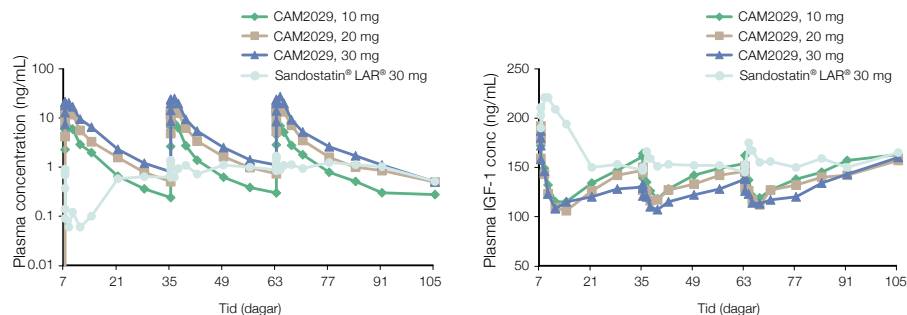 CAM2029, 10 mg
CAM2029, 20 mg
CAM2029, 30 mg
Sandostatin® LAR® 30 mg
Plasma concentration (ng/mL)
100
10
1
0.1
0.01
7 21 35 49 63 77 91 105
Tid (dagar)
CAM2029, 10 mg
CAM2029, 20 mg
CAM2029, 30 mg
Sandostatin® LAR® 30 mg
Plasma IGF-1 conc (ng/mL)
250
200
150
100
50
7 21 35 49 63 77 91 105
Tid (dagar)